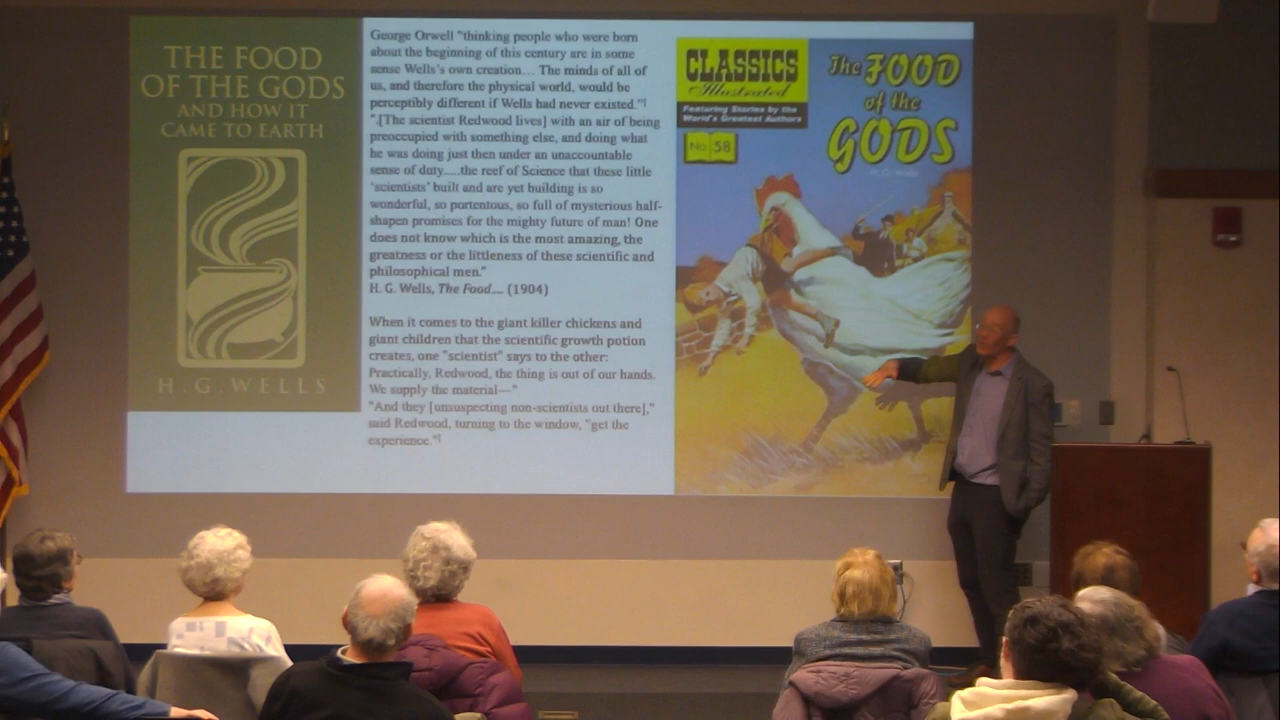 THE FOOD
OF THE GODS
AND HOW IT
CAME TO EARTH
H.G.WELLS
George Orwell "thinking people who were born
about the beginning of this century are in some
sense Wells's own creation... The minds of all of
us, and therefore the physical world, would be
perceptibly different if Wells had never existed."
".[The scientist Redwood lives] with an air of being
preoccupied with something else, and doing what
he was doing just then under an unaccountable
sense of duty.....the reef of Science that these little
'scientists' built and are yet building is so
wonderful, so portentous, so full of mysterious half-
shapen promises for the mighty future of man! One
does not know which is the most amazing, the
greatness or the littleness of these scientific and
philosophical men."
H. G. Wells, The Food.... (1904)
When it comes to the giant killer chickens and
giant children that the scientific growth potion
creates, one "scientist" says to the other:
Practically, Redwood, the thing is out of our hands.
We supply the material—"
"And they [unsuspecting non-scientists out there],"
said Redwood, turning to the window, "get the
experience."
CLASSICS
Illustrated
Featuring Stories by the
World's Greatest Authors
No. 58
The FOOD
of the
GODS
H. G. Wells